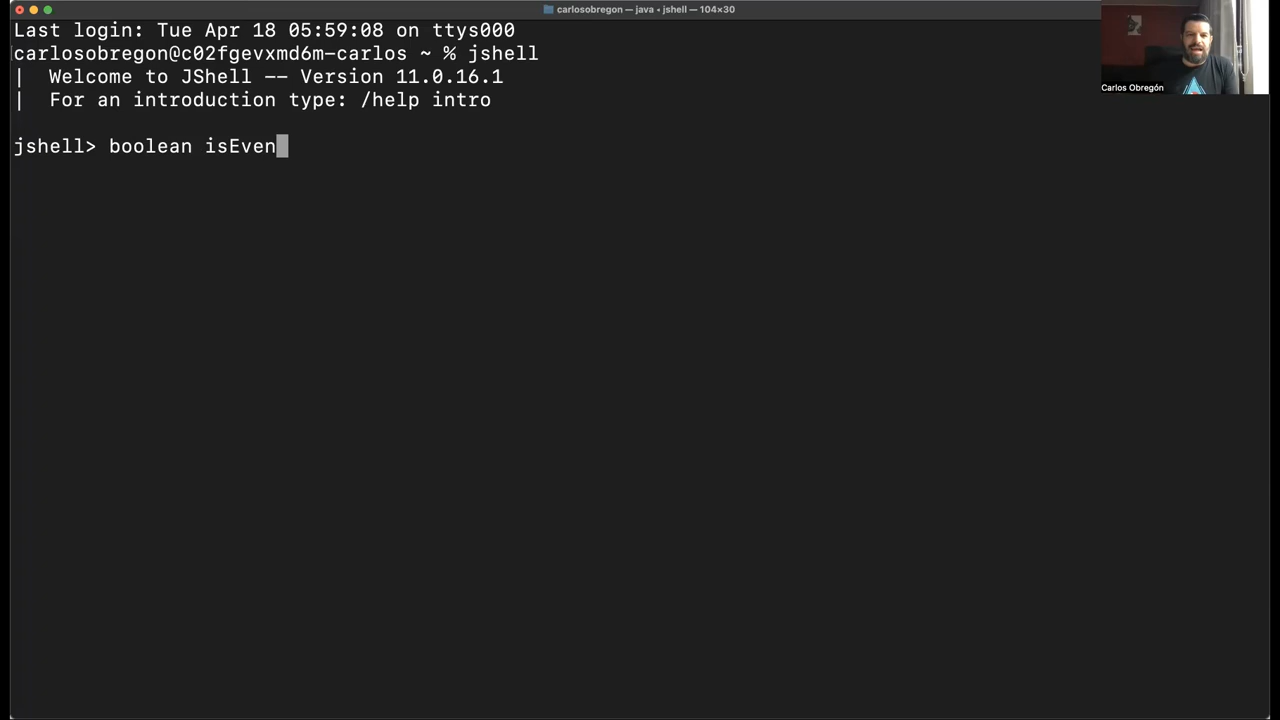 carlosobregon — java • jshell — 104×30
Last login: Tue Apr 18 05:59:08 on ttys000
carlosobregon@c02fgevxmd6m-carlos ~ % jshell
|  Welcome to JShell -- Version 11.0.16.1
|  For an introduction type: /help intro
jshell> boolean isEven
Carlos Obregón